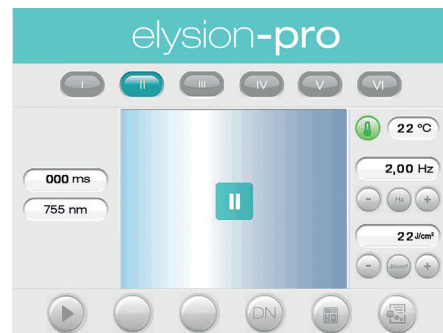 elysion-pro
I II III IV V VI
22 ºC
000 ms
2,00 Hz
755 nm
- Hz +
22 J/cm²
- J/cm² +
DN